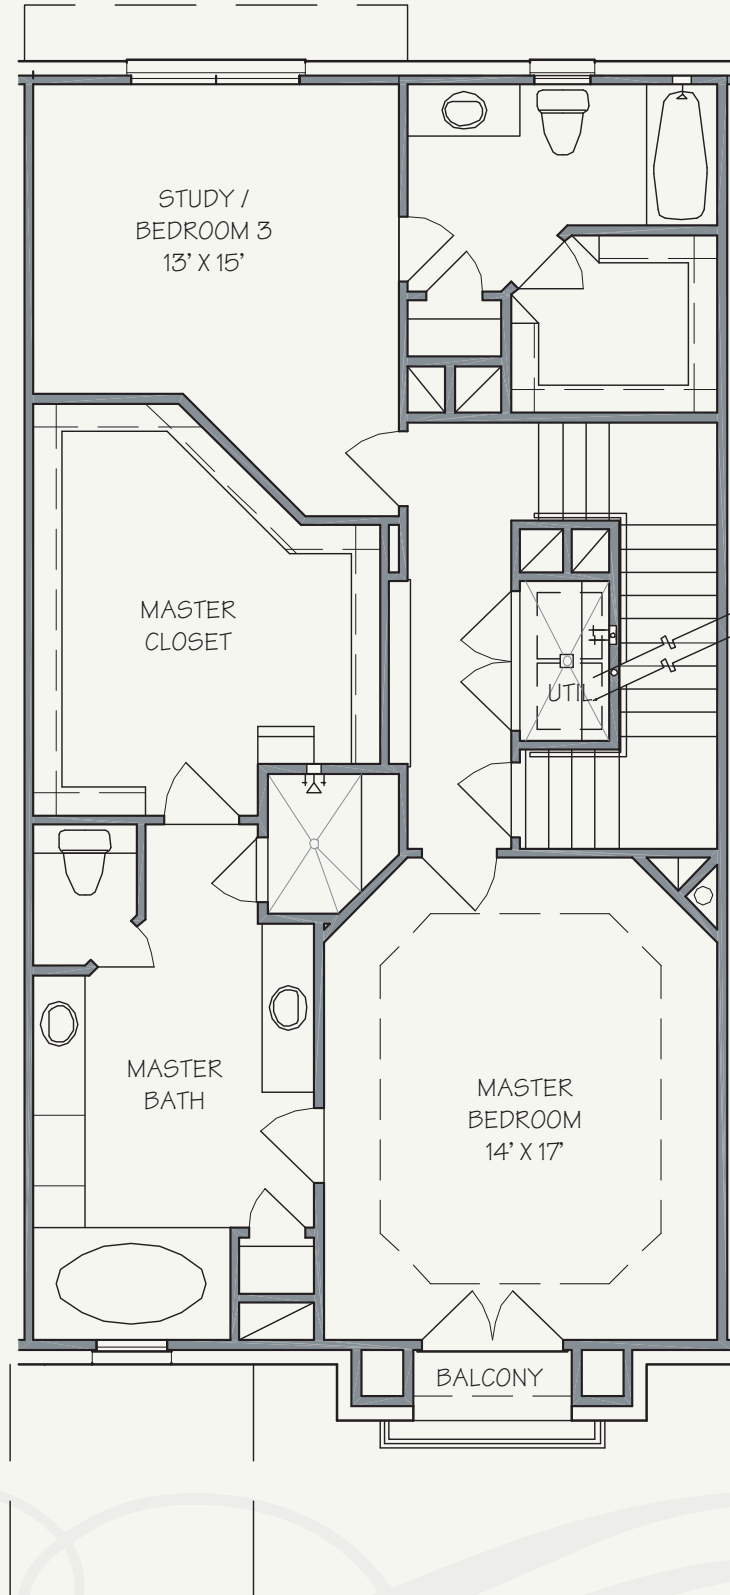 STUDY /
BEDROOM 3
13' X 15'
MASTER
CLOSET
UTIL.
MASTER
BATH
MASTER
BEDROOM
14' X 17'
BALCONY